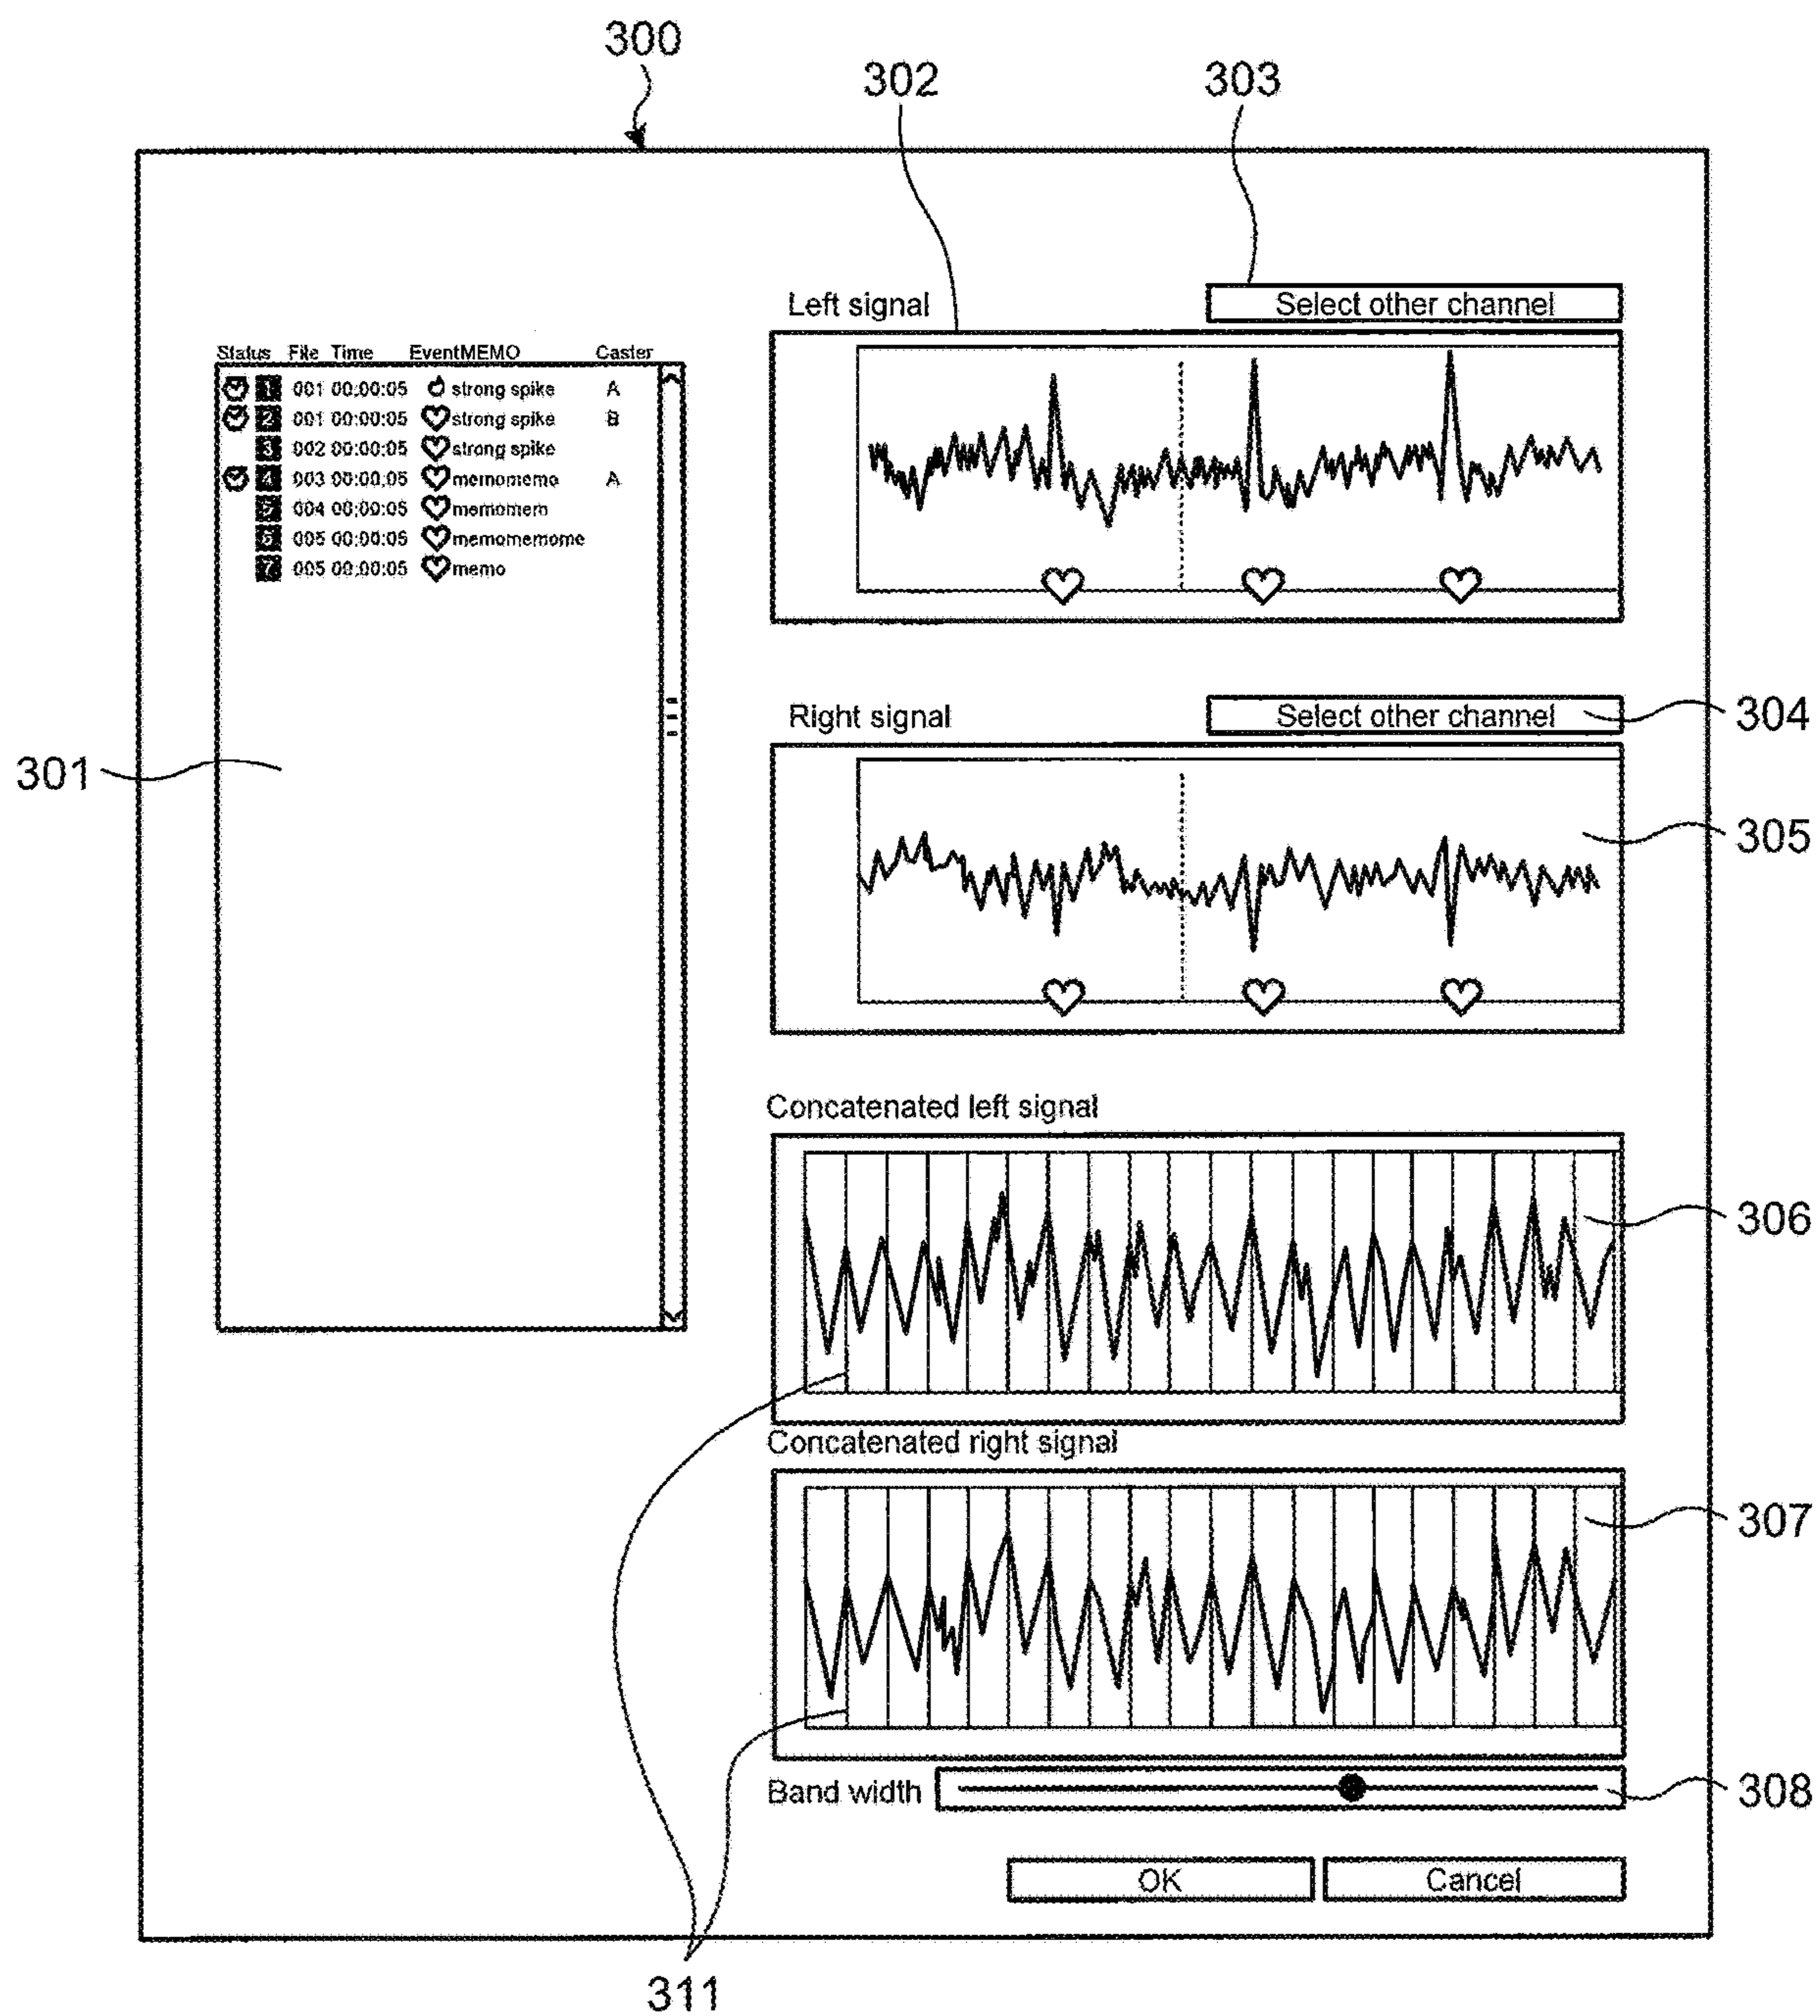 300
302
303
Left signal
Select other channel
Status File Time EventMEMO Caster
1 001 00:00:05 strong spike A
2 001 00:00:05 strong spike B
3 002 00:00:05 strong spike
4 003 00:00:05 memomemo A
5 004 00:00:05 memomem
6 005 00:00:05 memomemome
7 005 00:00:05 memo
Right signal
Select other channel
304
301
305
Concatenated left signal
306
Concatenated right signal
307
Band width
308
OK
Cancel
311